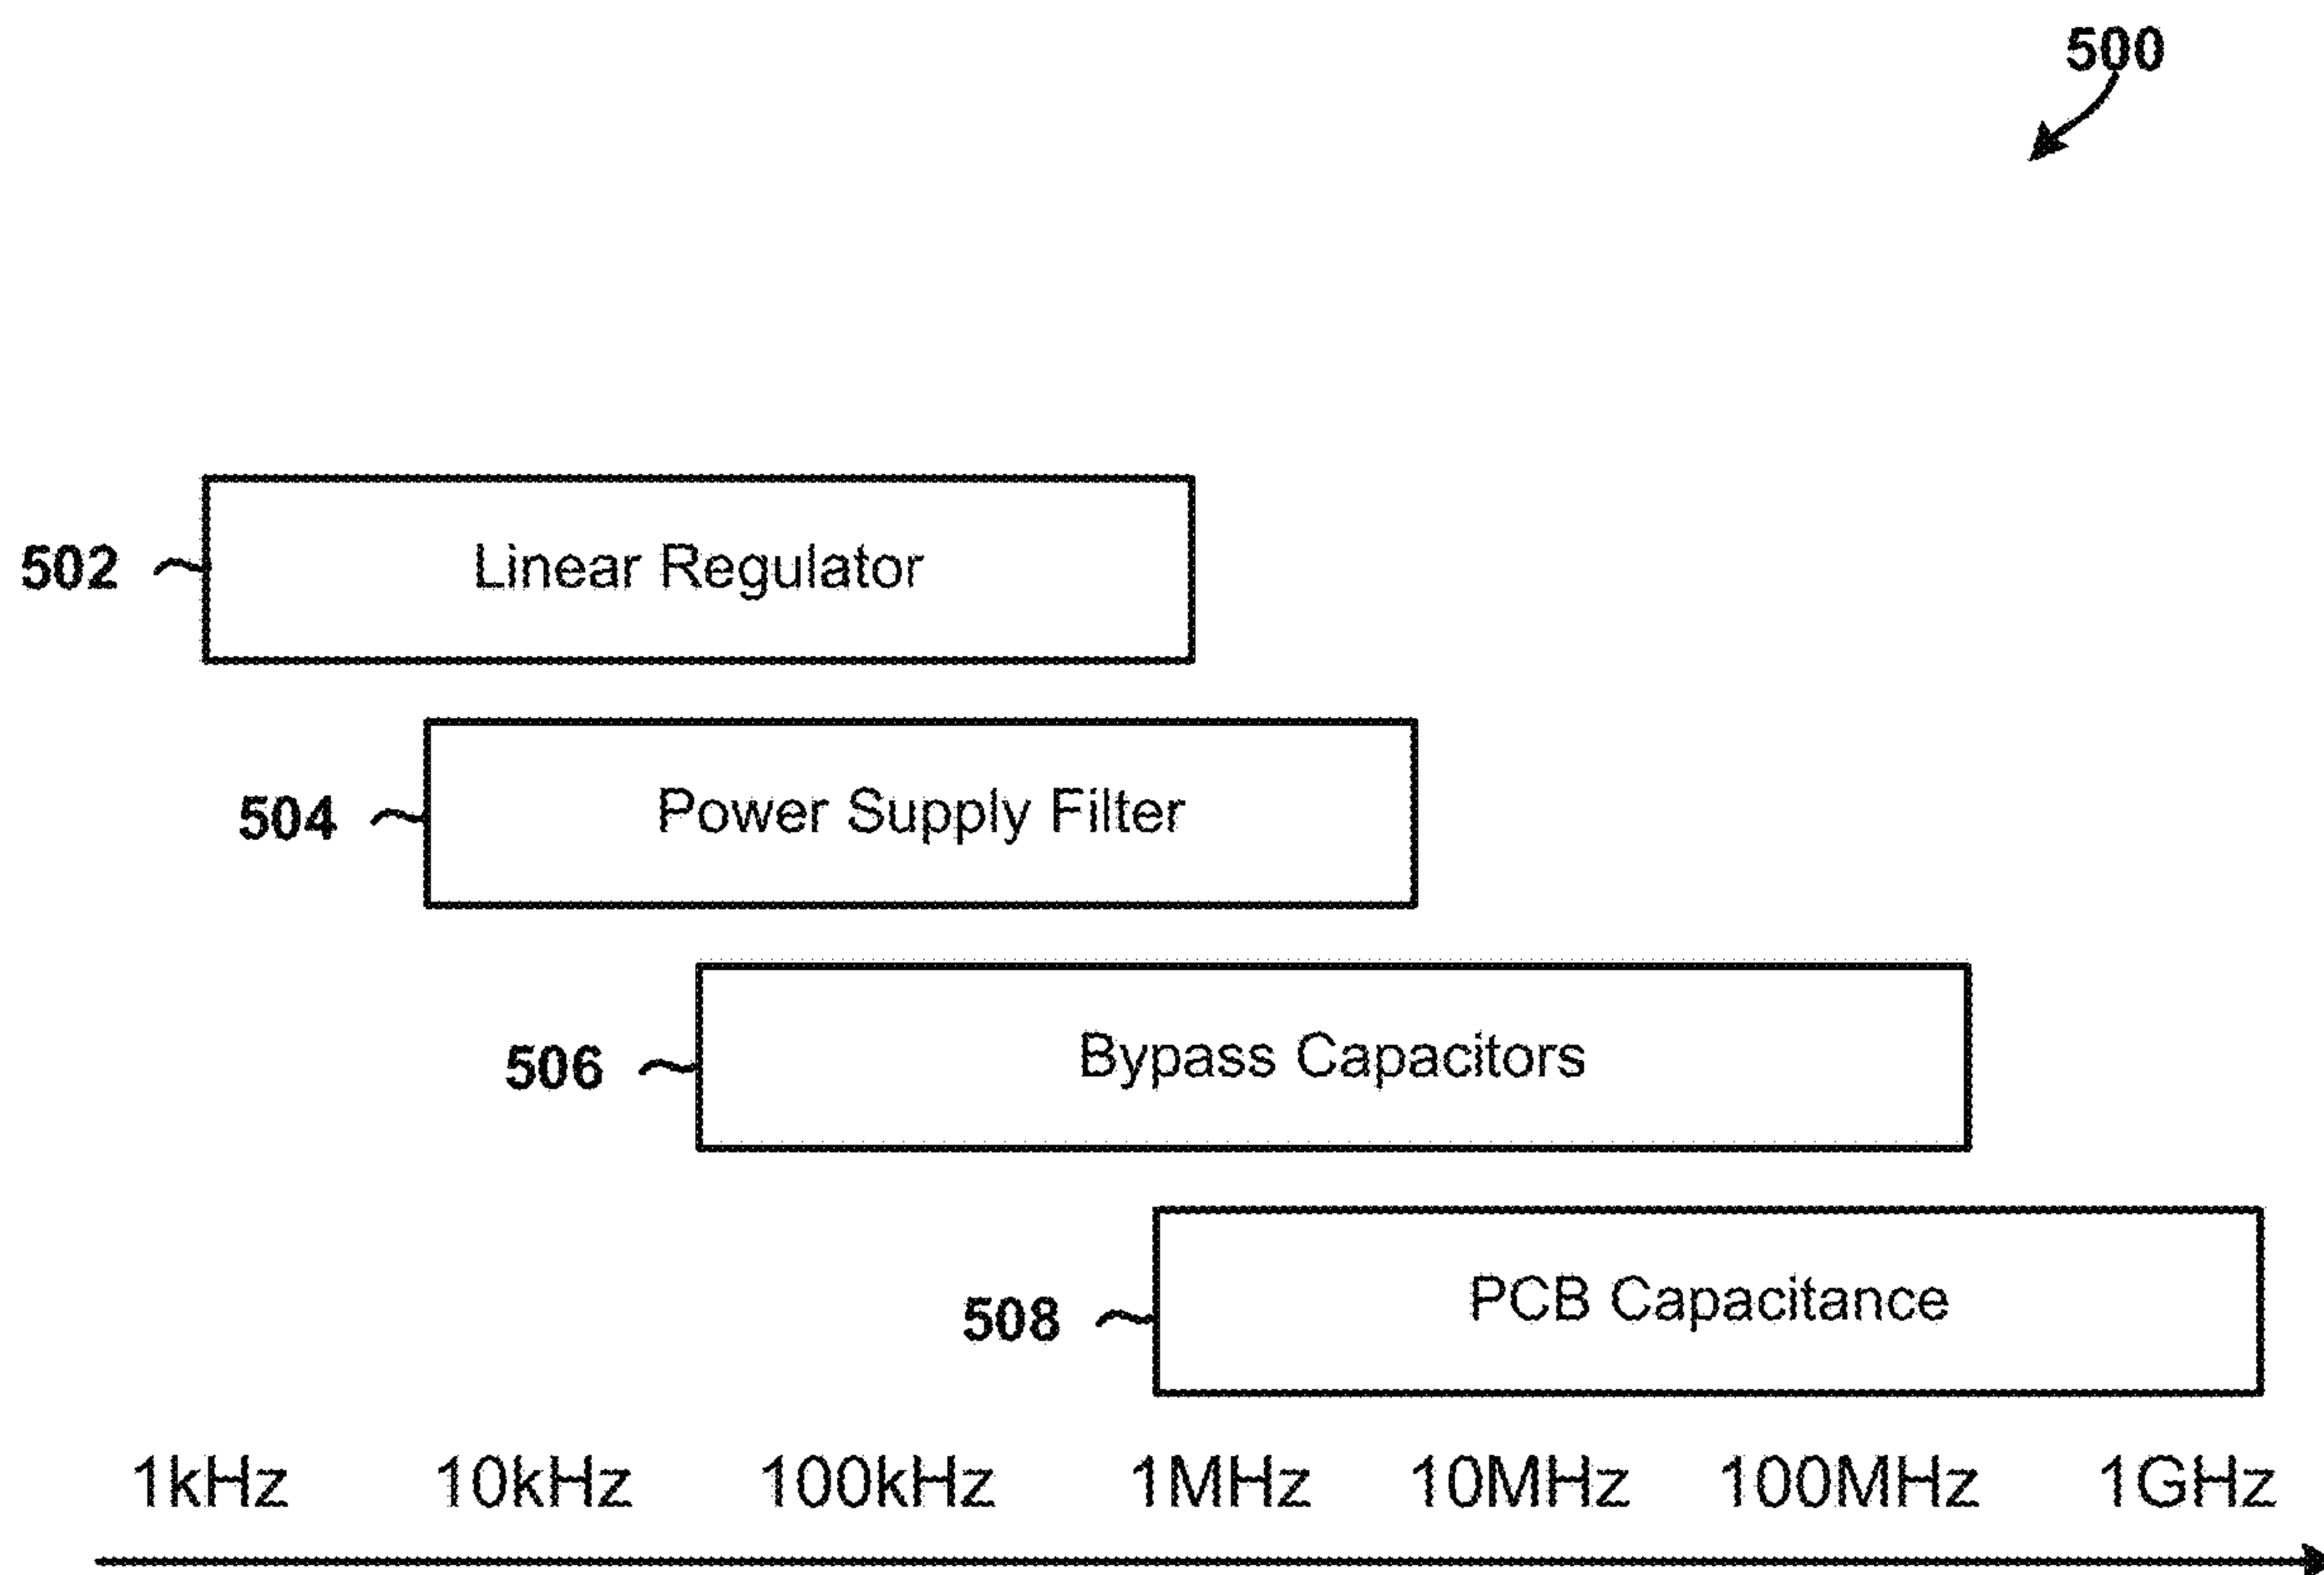 500
502 Linear Regulator
504 Power Supply Filter
506 Bypass Capacitors
508 PCB Capacitance
1kHz 10kHz 100kHz 1MHz 10MHz 100MHz 1GHz